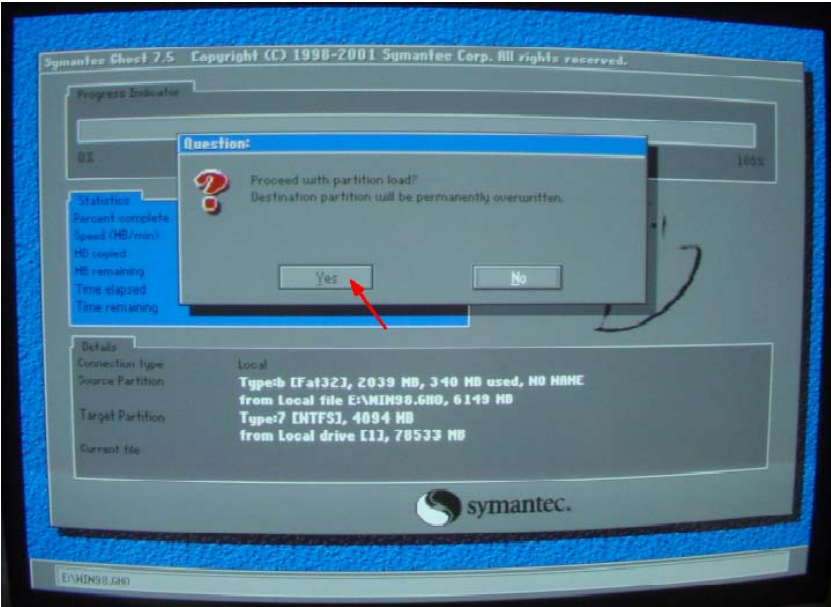 Symantec Ghost 7.5   Copyright (C) 1998-2001 Symantec Corp. All rights reserved.
Progress Indicator
0%
100%
Question:
Proceed with partition load?
Destination partition will be permanently overwritten.
Yes
No
Statistics
Percent complete
Speed (MB/min)
MB copied
MB remaining
Time elapsed
Time remaining
Details
Connection type Local
Source Partition Type:b [Fat32], 2039 MB, 340 MB used, NO NAME
from Local file E:\WIN98.GHO, 6149 MB
Target Partition Type:7 [NTFS], 4094 MB
from Local drive [1], 78533 MB
Current file
symantec.
E:\WIN98.GHO